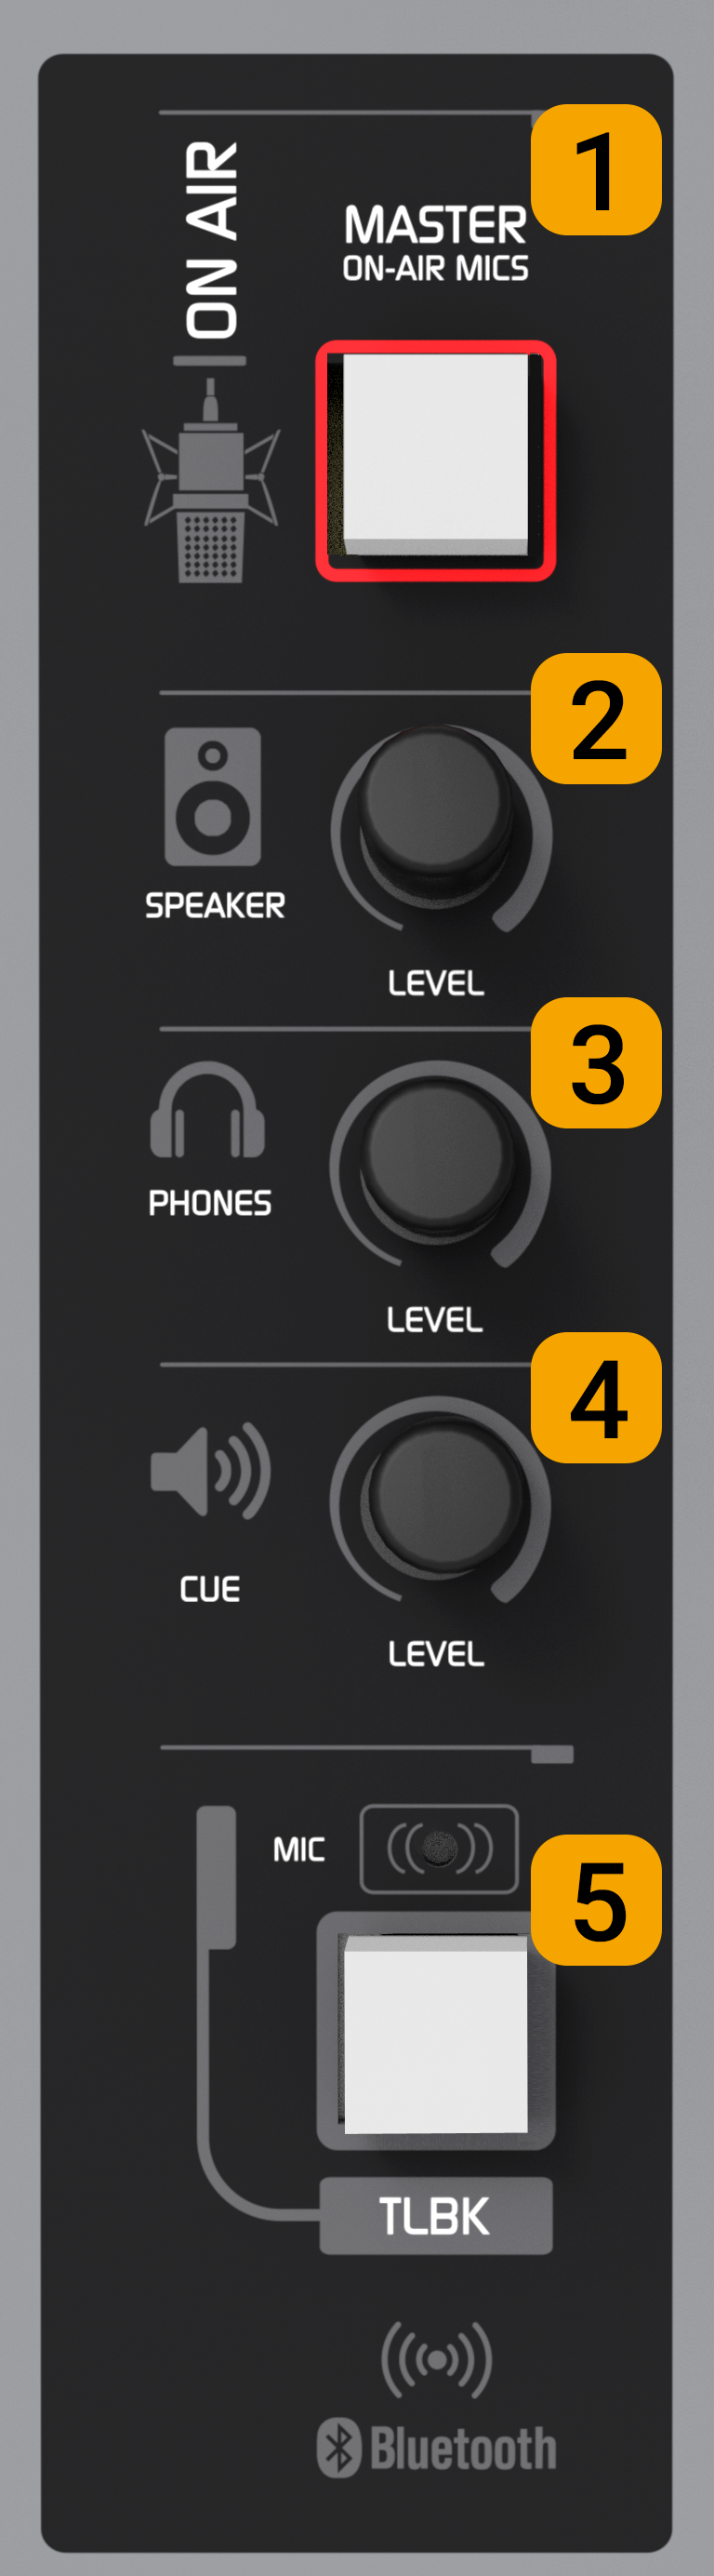 1
ON AIR
MASTER
ON-AIR MICS
2
SPEAKER
LEVEL
3
PHONES
LEVEL
4
CUE
LEVEL
MIC
5
TLBK
Bluetooth